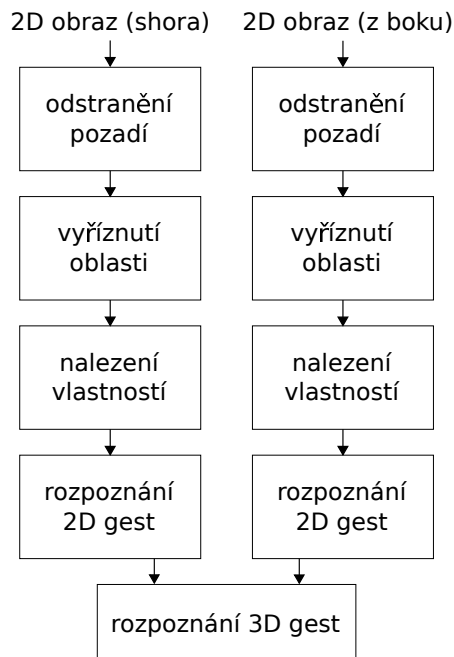 2D obraz (shora)
2D obraz (z boku)
odstranění
pozadí
odstranění
pozadí
vyříznutí
oblasti
vyříznutí
oblasti
nalezení
vlastností
nalezení
vlastností
rozpoznání
2D gest
rozpoznání
2D gest
rozpoznání 3D gest